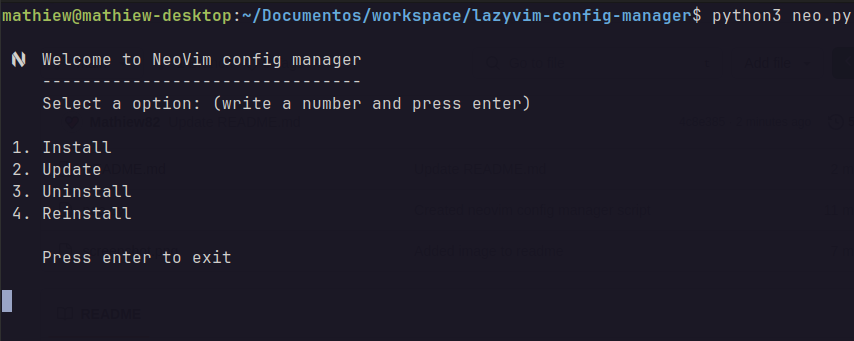 mathiew@mathiew-desktop:~/Documentos/workspace/lazyvim-config-manager$ python3 neo.py
Welcome to NeoVim config manager
--------------------------------
Select a option: (write a number and press enter)
1. Install
2. Update
3. Uninstall
4. Reinstall
Press enter to exit
README